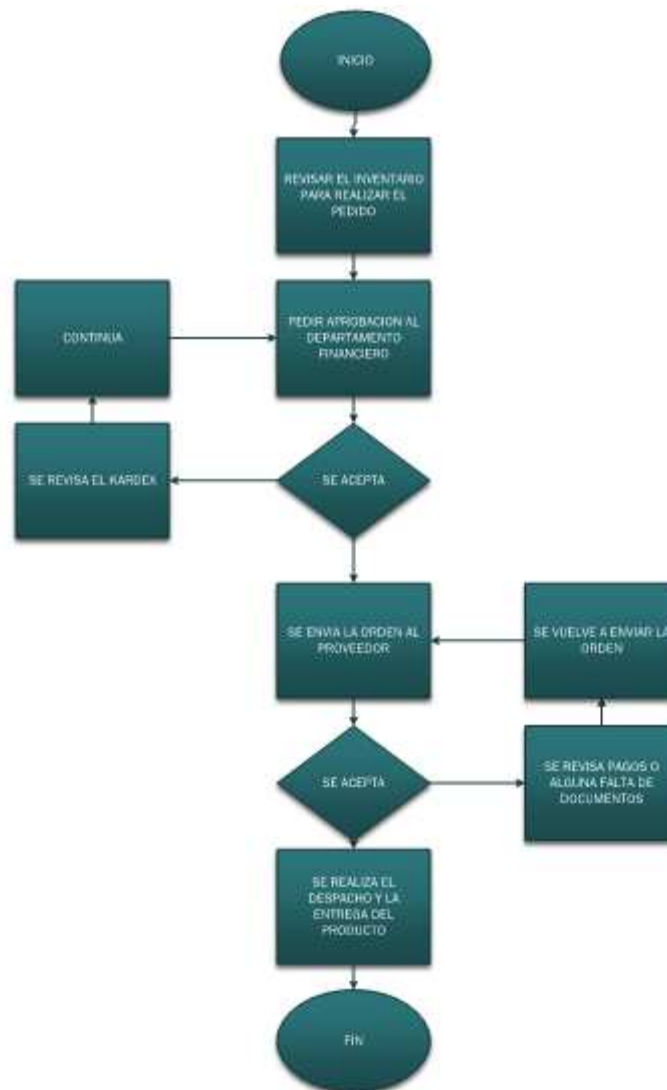 INICIO
REVISAR EL INVENTARIO
PARA REALIZAR EL
PEDIDO
CONTINUA
PEDIR APROBACION AL
DEPARTAMENTO
FINANCIERO
SE REVISA EL KARDEX
SE ACEPTA
SE ENVIA LA ORDEN AL
PROVEEDOR
SE VUELVE A ENVIAR LA
ORDEN
SE ACEPTA
SE REVISA PAGOS O
ALGUNA FALTA DE
DOCUMENTOS
SE REALIZA EL
DESPACHO Y LA
ENTREGA DEL
PRODUCTO
FIN